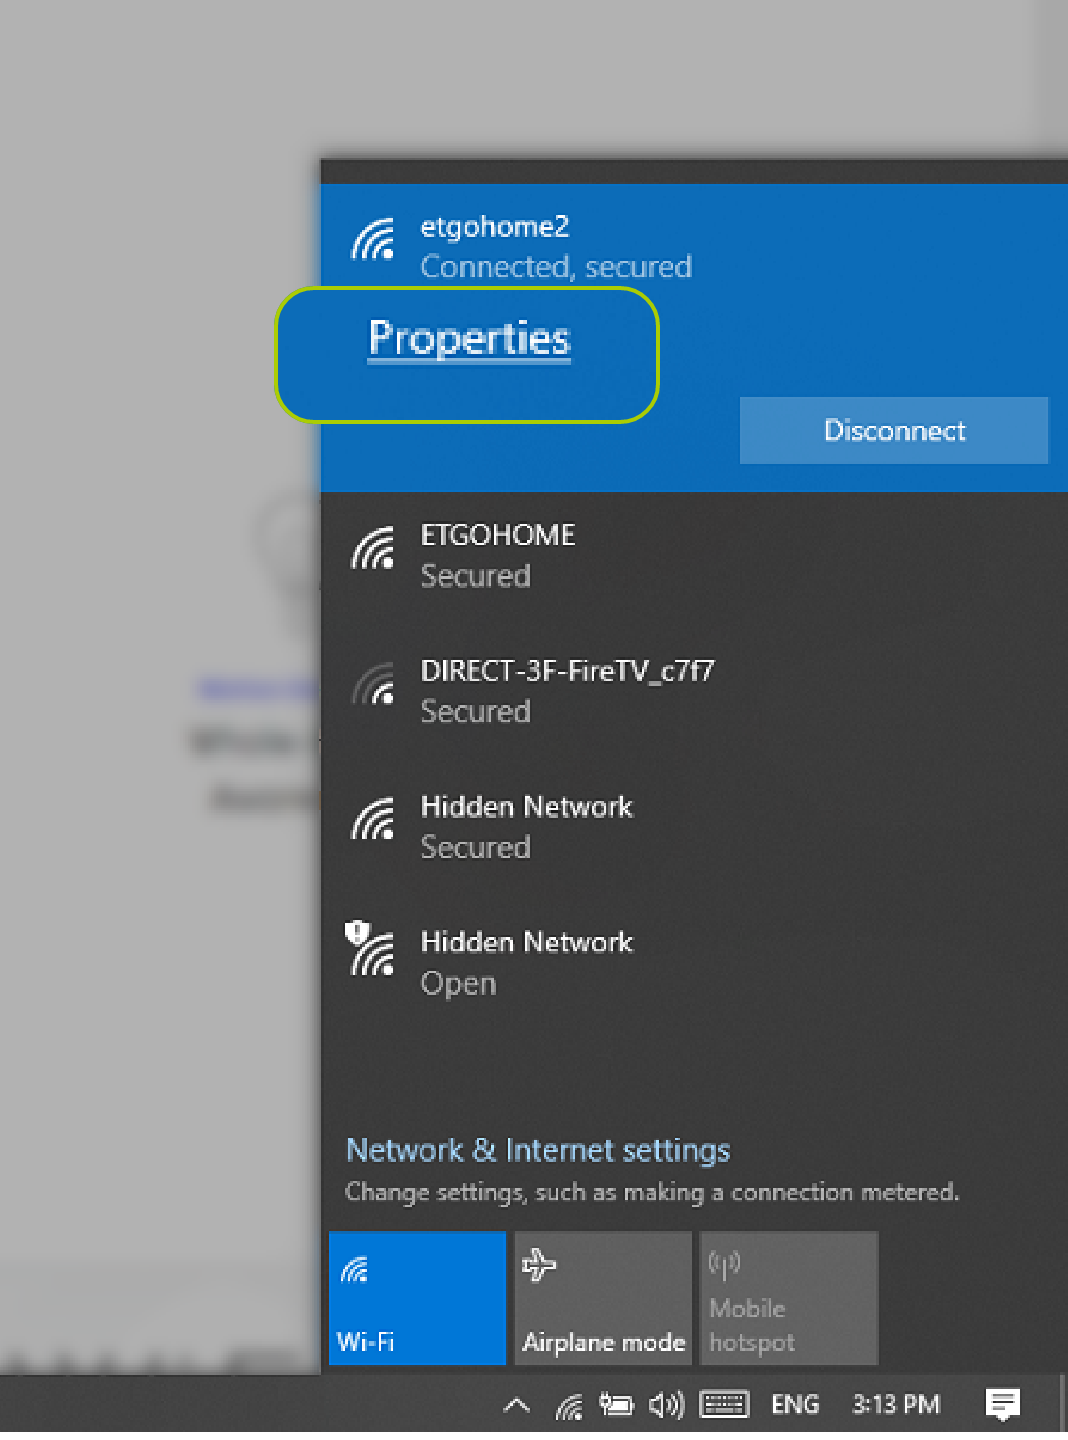 etgohome2
Connected, secured
Properties
Disconnect
ETGOHOME
Secured
DIRECT-3F-FireTV_c7f7
Secured
Hidden Network
Secured
Hidden Network
Open
Network & Internet settings
Change settings, such as making a connection metered.
Wi-Fi
Airplane mode
Mobile
hotspot
ENG
3:13 PM